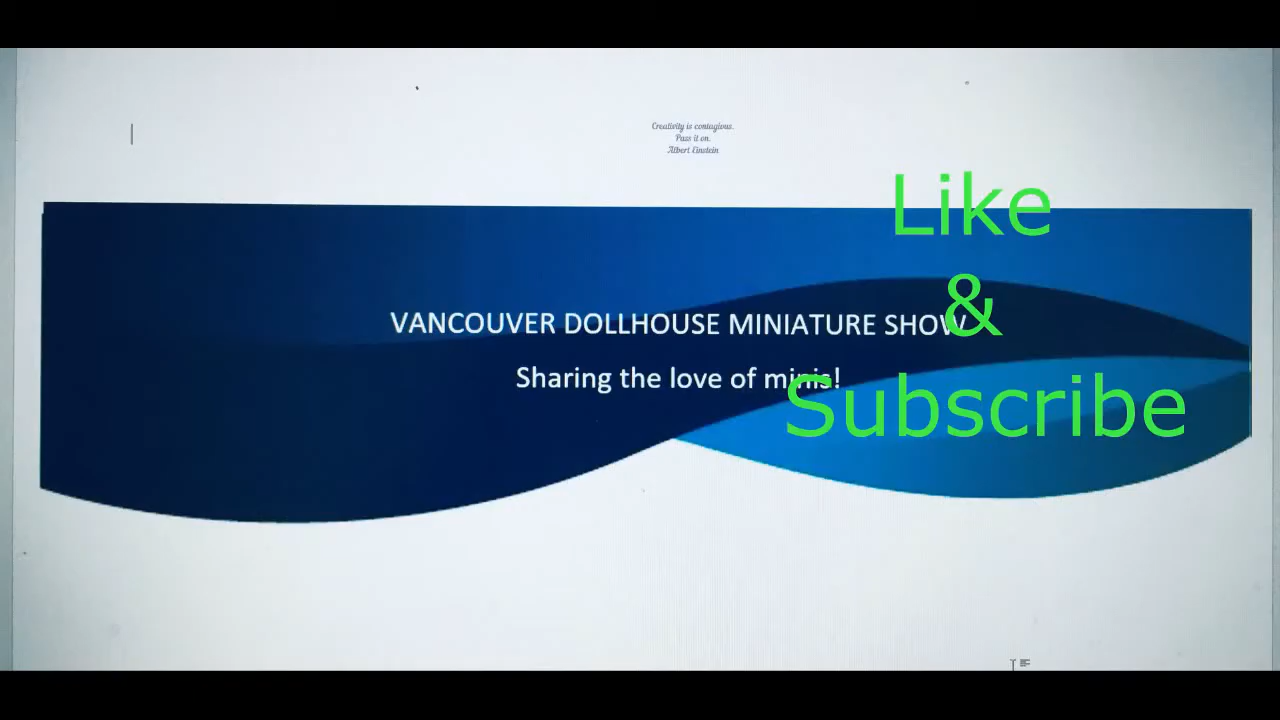 Creativity is contagious.
Pass it on.
Albert Einstein
VANCOUVER DOLLHOUSE MINIATURE SHOW
Sharing the love of minis!
Like
&
Subscribe